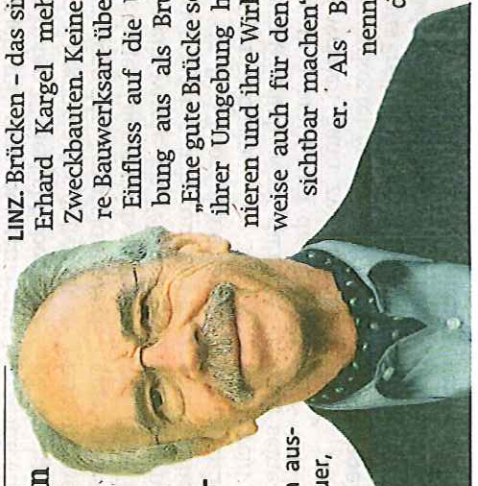 n
-
n aus-
uer,
LINZ. Brücken – das si
Erhard Kargel meh
Zweckbauten. Keine
re Bauwerksart übe
Einfluss auf die
bung aus als Br
„Eine gute Brücke s
ihrer Umgebung h
nieren und ihre Wirk
weise auch für den
sichtbar machen“
er. Als B
nenn